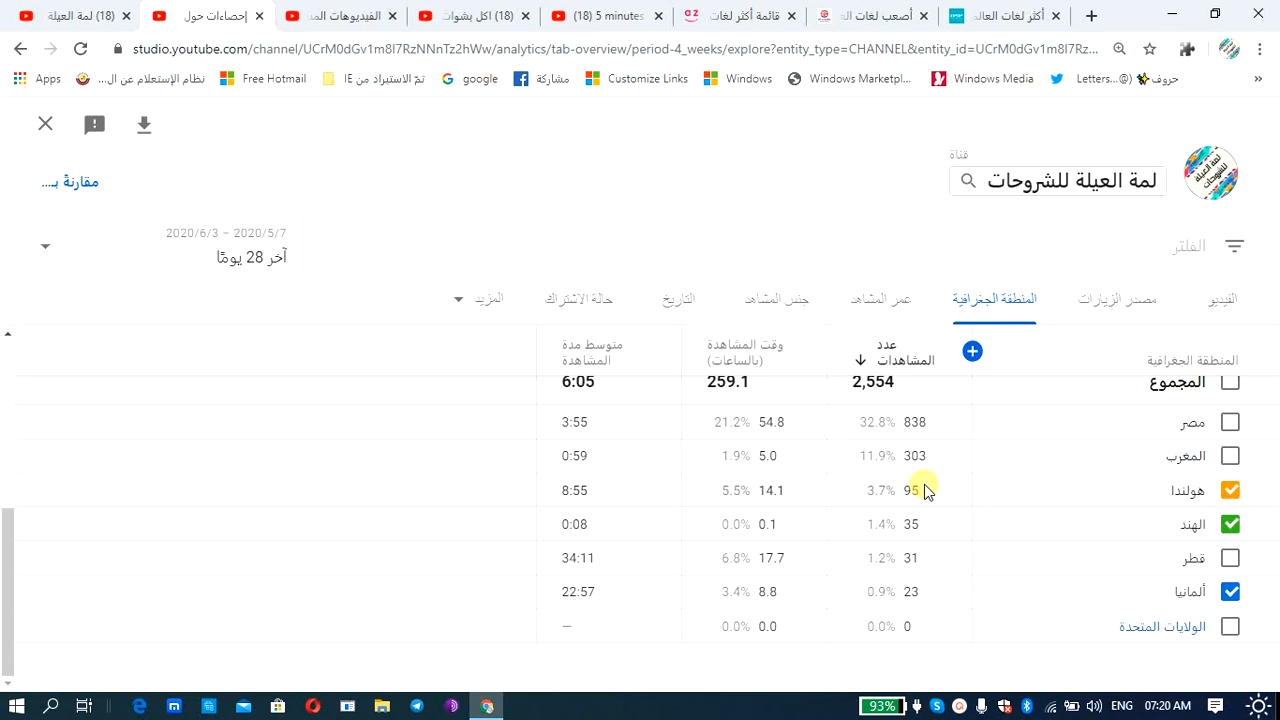 (18) لمة العيلة
إحصاءات حول
الفيديوهات المن
(18) اكل بشوات
(18) 5 minutes
قائمة أكثر لغات
أصعب لغات الع
أكثر لغات العالم
studio.youtube.com/channel/UCrM0dGv1m8I7RzNNnTz2hWw/analytics/tab-overview/period-4_weeks/explore?entity_type=CHANNEL&entity_id=UCrM0dGv1m8I7Rz...
Apps
نظام الإستعلام عن ال...
Free Hotmail
تمّ الاستيراد من IE
google
مشاركة
Customize Links
Windows
Windows Marketpl...
Windows Media
Letters...(@ حروف
»
قناة
لمة العيلة للشروحات
لمة العيلة للشروحات
مقارنةً بـ...
2020/6/3 – 2020/5/7
آخر 28 يومًا
الفلتر
الفيديو
مصدر الزيارات
المنطقة الجغرافية
عمر المشاهد
جنس المشاهد
التاريخ
حالة الاشتراك
المزيد
المنطقة الجغرافية
عدد المشاهدات
وقت المشاهدة (بالساعات)
متوسط مدة المشاهدة
المجموع 2,554 259.1 6:05
مصر 838 32.8% 54.8 21.2% 3:55
المغرب 303 11.9% 5.0 1.9% 0:59
هولندا 95 3.7% 14.1 5.5% 8:55
الهند 35 1.4% 0.1 0.0% 0:08
قطر 31 1.2% 17.7 6.8% 34:11
ألمانيا 23 0.9% 8.8 3.4% 22:57
الولايات المتحدة 0 0.0% 0.0 0.0% —
93%
ENG
07:20 AM